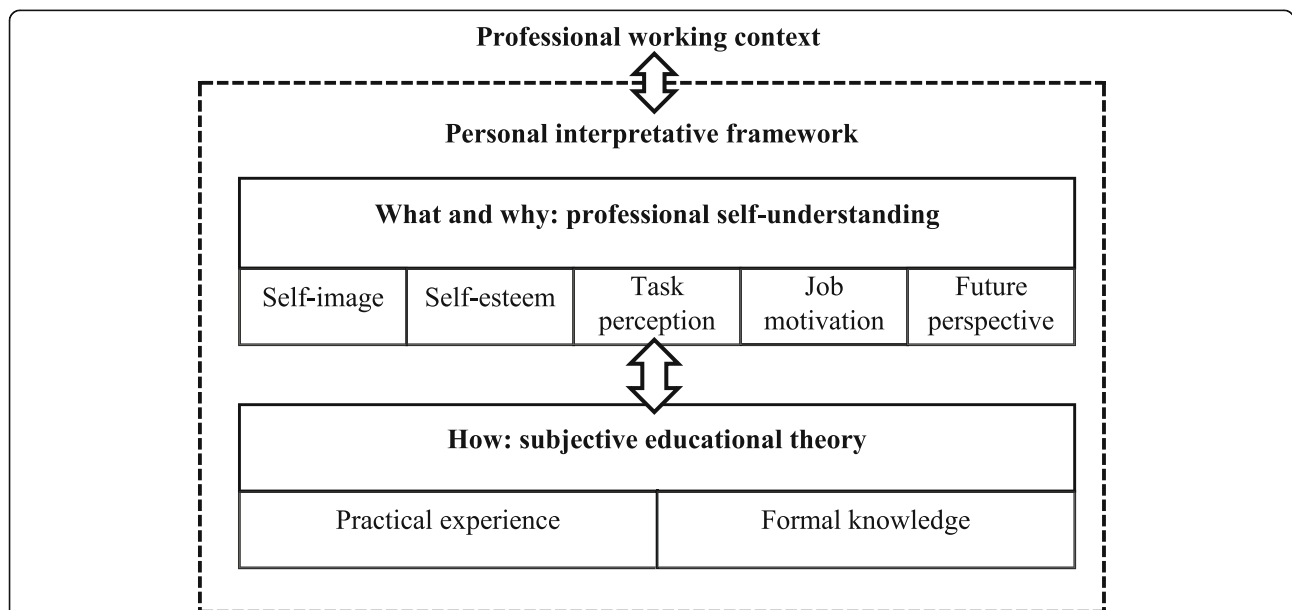 Professional working context
Personal interpretative framework
What and why: professional self-understanding
Self-image
Self-esteem
Task
perception
Job
motivation
Future
perspective
How: subjective educational theory
Practical experience
Formal knowledge